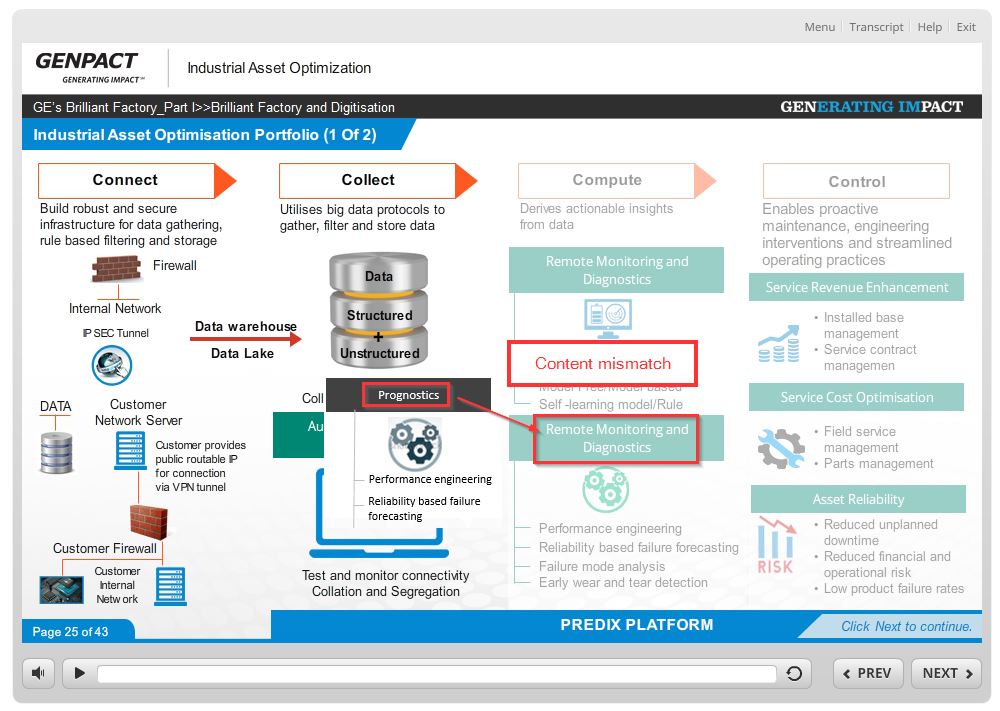 Menu
Transcript
Help
Exit
GENPACT
GENERATING IMPACT℠
Industrial Asset Optimization
GE's Brilliant Factory_Part I>>Brilliant Factory and Digitisation
GENERATING IMPACT
Industrial Asset Optimisation Portfolio (1 Of 2)
Connect
Build robust and secure
infrastructure for data gathering,
rule based filtering and storage
Firewall
Internal Network
IP SEC Tunnel
DATA
Customer
Network Server
Customer provides
public routable IP
for connection
via VPN tunnel
Customer Firewall
Customer
Internal
Network
Data warehouse
Data Lake
Collect
Utilises big data protocols to
gather, filter and store data
Data
Structured
+
Unstructured
Coll
Au
Prognostics
Performance engineering
Reliability based failure
forecasting
Test and monitor connectivity
Collation and Segregation
Compute
Derives actionable insights
from data
Remote Monitoring and
Diagnostics
Content mismatch
Model Free/Model based
Self -learning model/Rule
Remote Monitoring and
Diagnostics
Performance engineering
Reliability based failure forecasting
Failure mode analysis
Early wear and tear detection
Control
Enables proactive
maintenance, engineering
interventions and streamlined
operating practices
Service Revenue Enhancement
• Installed base
management
• Service contract
managemen
Service Cost Optimisation
• Field service
management
• Parts management
Asset Reliability
RISK
• Reduced unplanned
downtime
• Reduced financial and
operational risk
• Low product failure rates
Page 25 of 43
PREDIX PLATFORM
Click Next to continue.
PREV
NEXT